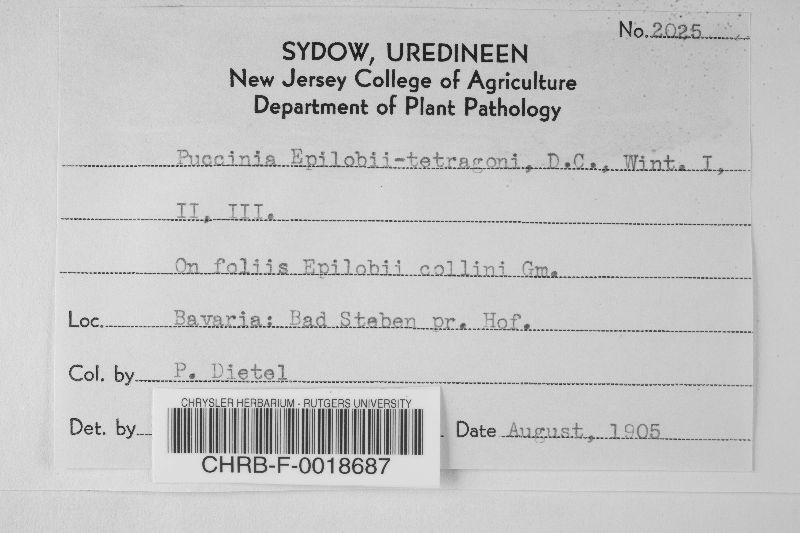 No. 2025
SYDOW, UREDINEEN
New Jersey College of Agriculture
Department of Plant Pathology
Puccinia Epilobii-tetragoni, D.C., Wint. I,
II, III.
On foliis Epilobii collini Gm.
Loc. Bavaria: Bad Steben pr. Hof.
Col. by P. Dietel
Det. by
Date August, 1905
CHRYSLER HERBARIUM - RUTGERS UNIVERSITY
CHRB-F-0018687